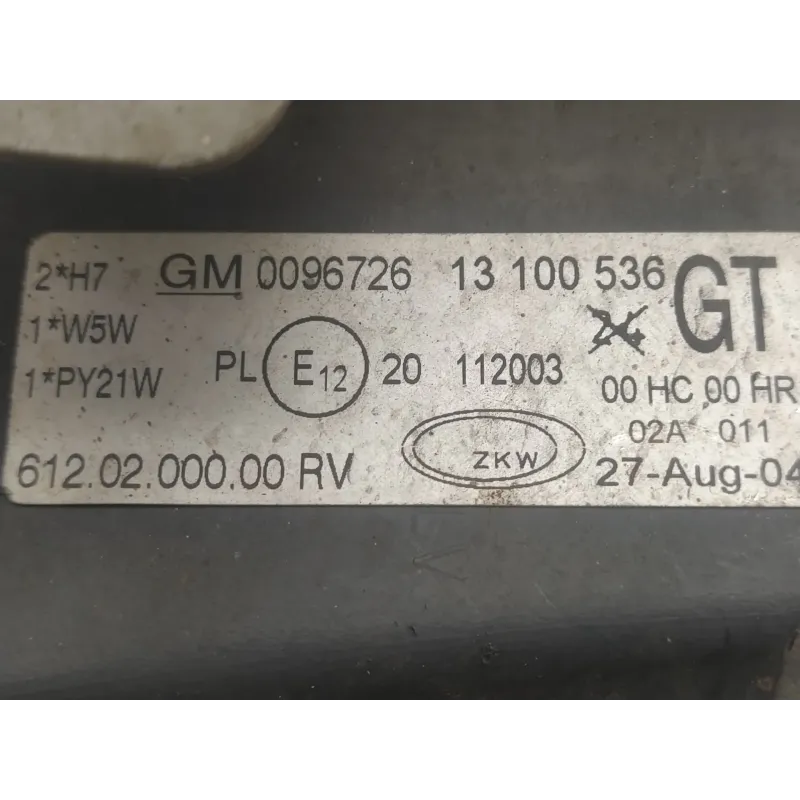 2*H7 GM 0096726 13 100 536 GT
1*W5W
1*PY21W PL E12 20 112003 00 HC 00 HR
02A 011
612.02.000.00 RV ZKW 27-Aug-04